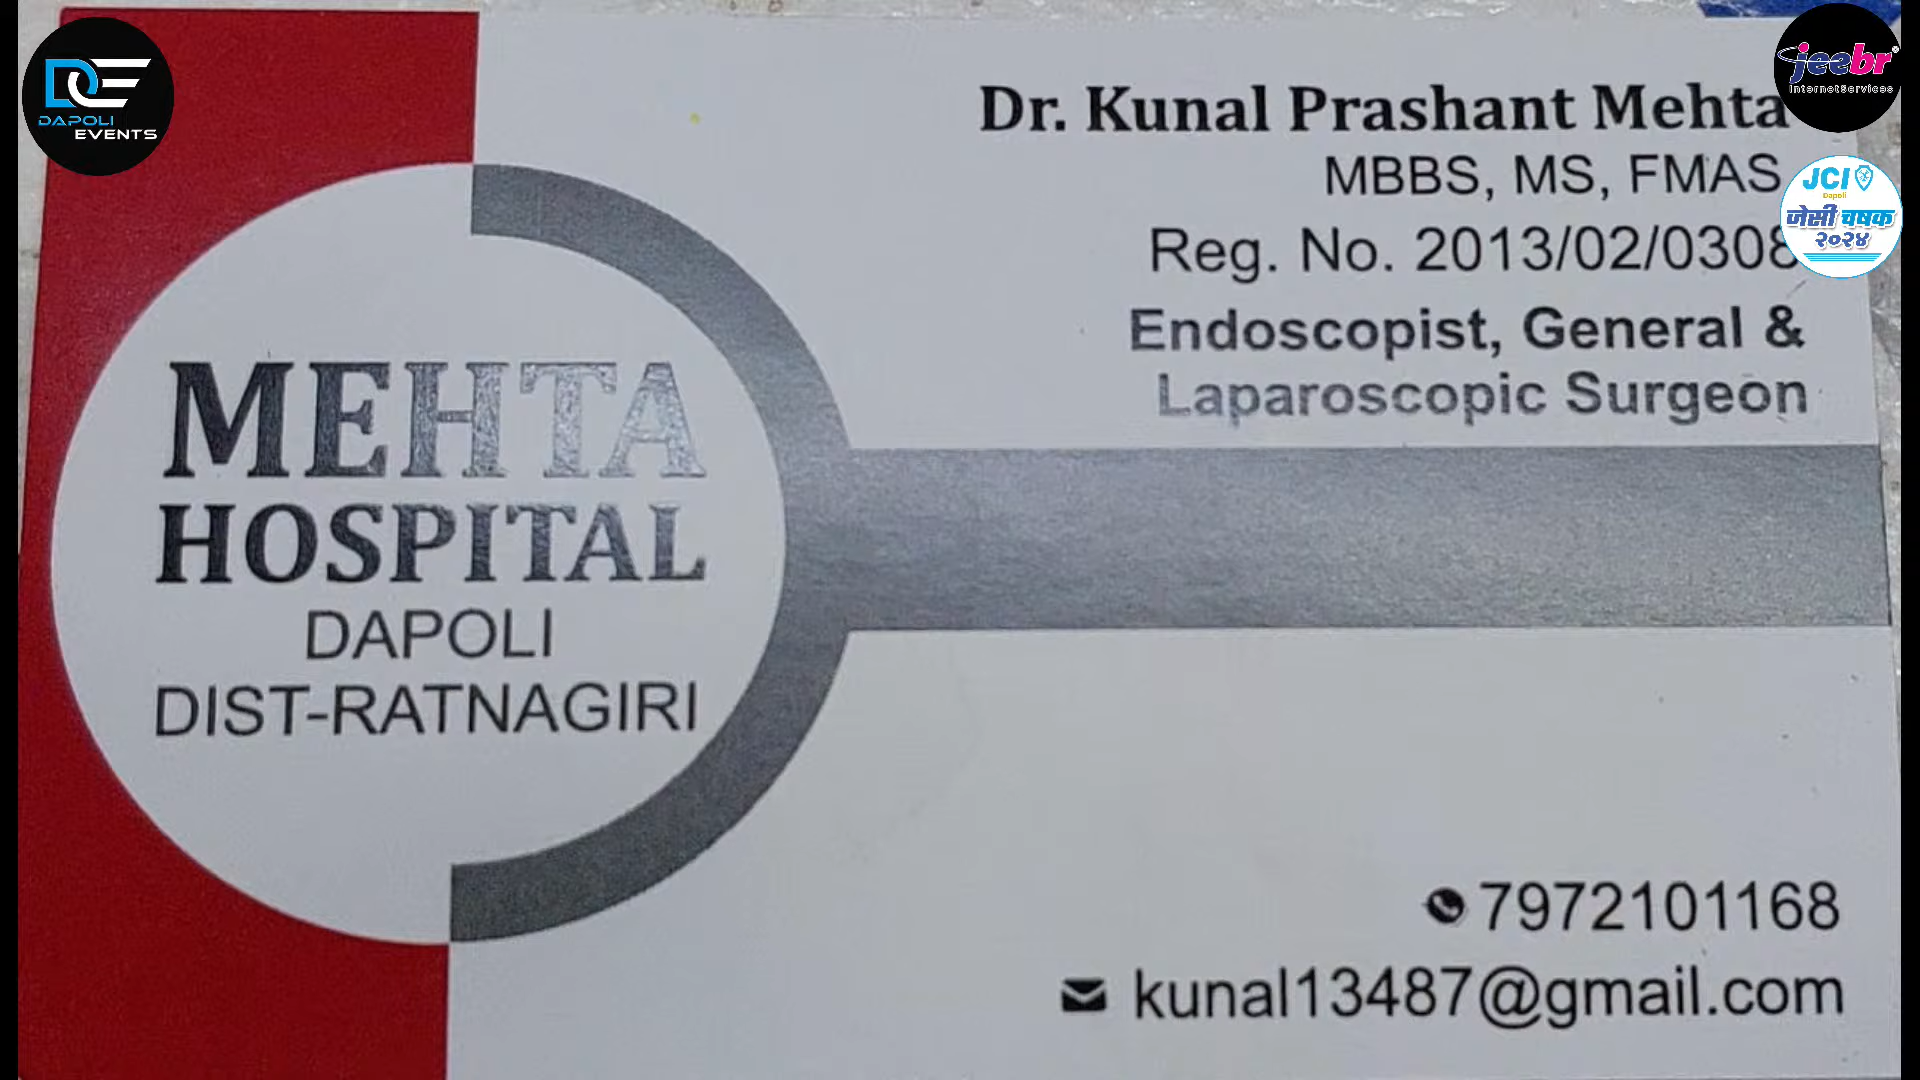 DAPOLI
EVENTS
MEHTA
HOSPITAL
DAPOLI
DIST-RATNAGIRI
Dr. Kunal Prashant Mehta
MBBS, MS, FMAS
Reg. No. 2013/02/0308
Endoscopist, General &
Laparoscopic Surgeon
7972101168
kunal13487@gmail.com
jeebr
InternetServices
JCI
Dapoli
जेसी चषक
२०२४